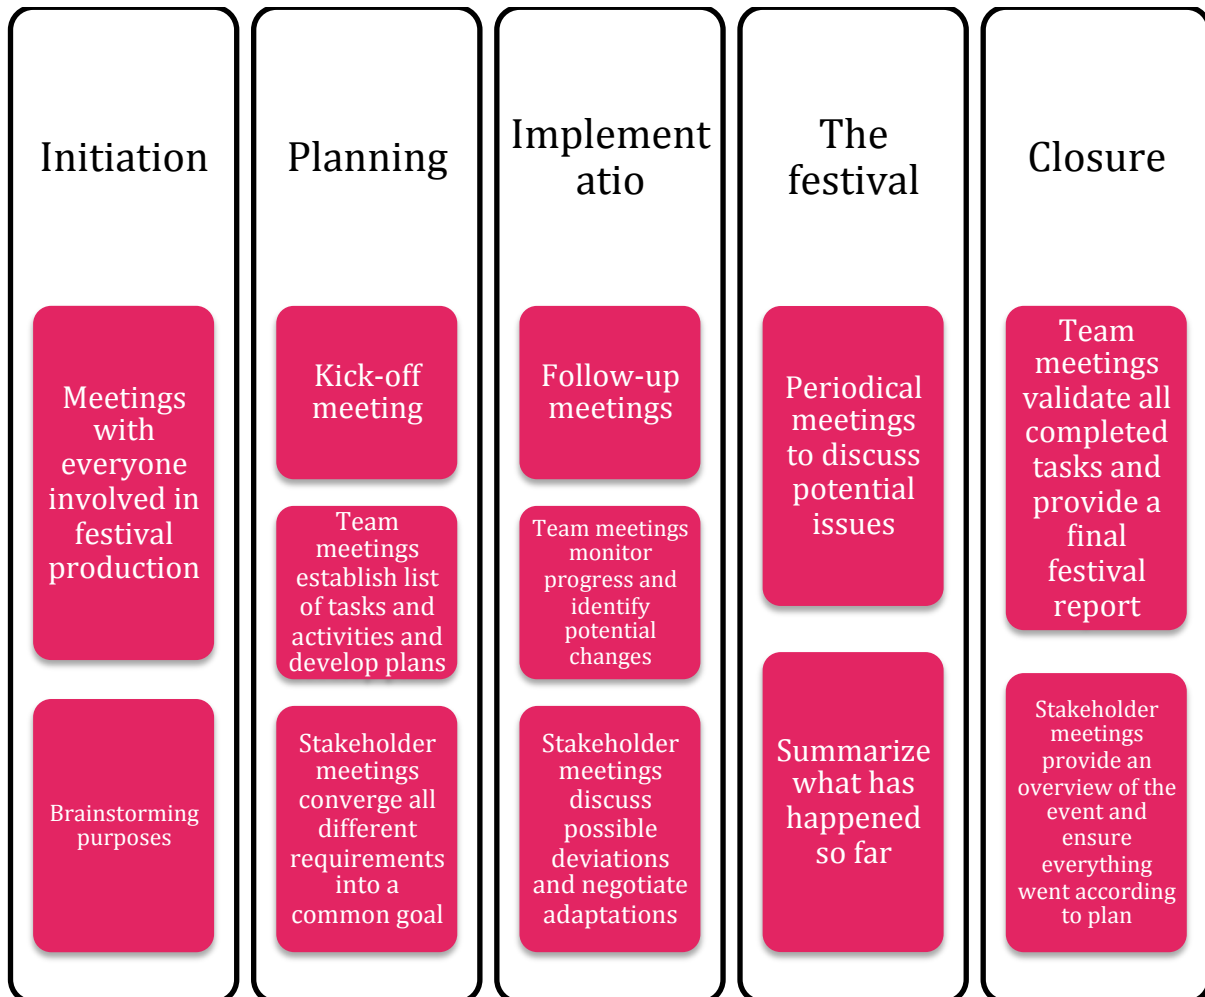 Initiation
Meetings
with
everyone
involved in
festival
production
Brainstorming
purposes
Planning
Kick-off
meeting
Team
meetings
establish list
of tasks and
activities and
develop plans
Stakeholder
meetings
converge all
different
requirements
into a
common goal
Implement
atio
Follow-up
meetings
Team meetings
monitor
progress and
identify
potential
changes
Stakeholder
meetings
discuss
possible
deviations
and negotiate
adaptations
The
festival
Periodical
meetings
to discuss
potential
issues
Summarize
what has
happened
so far
Closure
Team
meetings
validate all
completed
tasks and
provide a
final
festival
report
Stakeholder
meetings
provide an
overview of the
event and
ensure
everything
went according
to plan